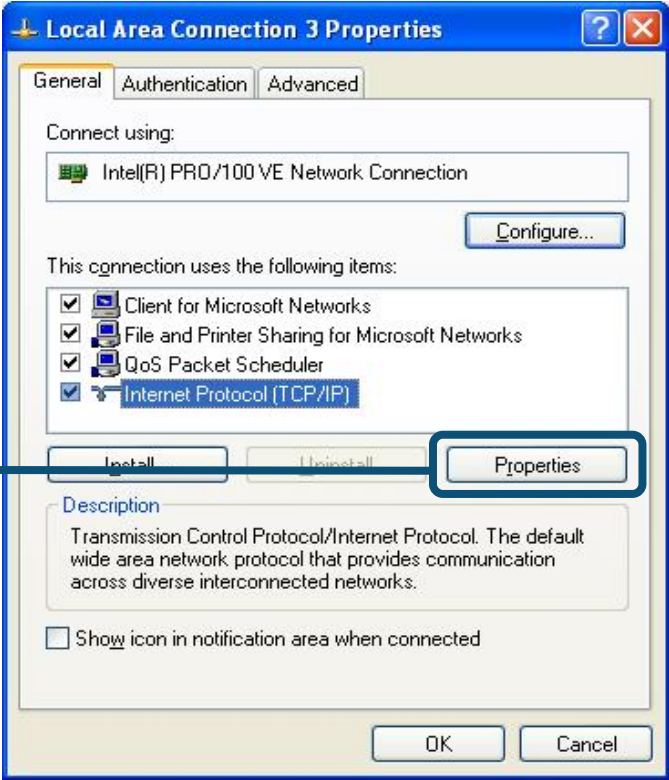 Local Area Connection 3 Properties
General Authentication Advanced
Connect using:
Intel(R) PRO/100 VE Network Connection
Configure...
This connection uses the following items:
Client for Microsoft Networks
File and Printer Sharing for Microsoft Networks
QoS Packet Scheduler
Internet Protocol (TCP/IP)
Install... Uninstall Properties
Description
Transmission Control Protocol/Internet Protocol. The default
wide area network protocol that provides communication
across diverse interconnected networks.
Show icon in notification area when connected
OK Cancel